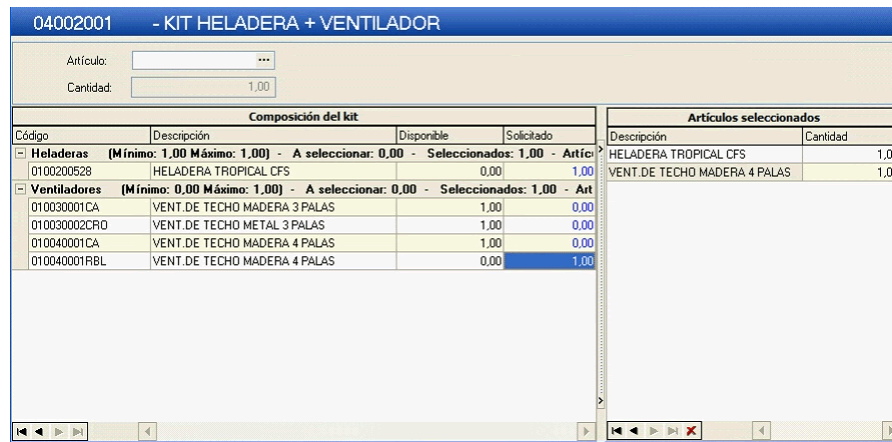 04002001 - KIT HELADERA + VENTILADOR
Artículo: ...
Cantidad: 1,00
Composición del kit
Código Descripción Disponible Solicitado
Heladeras (Mínimo: 1,00 Máximo: 1,00) - A seleccionar: 0,00 - Seleccionados: 1,00 - Artíc
0100200528 HELADERA TROPICAL CFS 0,00 1,00
Ventiladores (Mínimo: 0,00 Máximo: 1,00) - A seleccionar: 0,00 - Seleccionados: 1,00 - Art
010030001CA VENT.DE TECHO MADERA 3 PALAS 1,00 0,00
010030002CRO VENT.DE TECHO METAL 3 PALAS 1,00 0,00
010040001CA VENT.DE TECHO MADERA 4 PALAS 1,00 0,00
010040001RBL VENT.DE TECHO MADERA 4 PALAS 0,00 1,00
Artículos seleccionados
Descripción Cantidad
HELADERA TROPICAL CFS 1,0
VENT.DE TECHO MADERA 4 PALAS 1,0